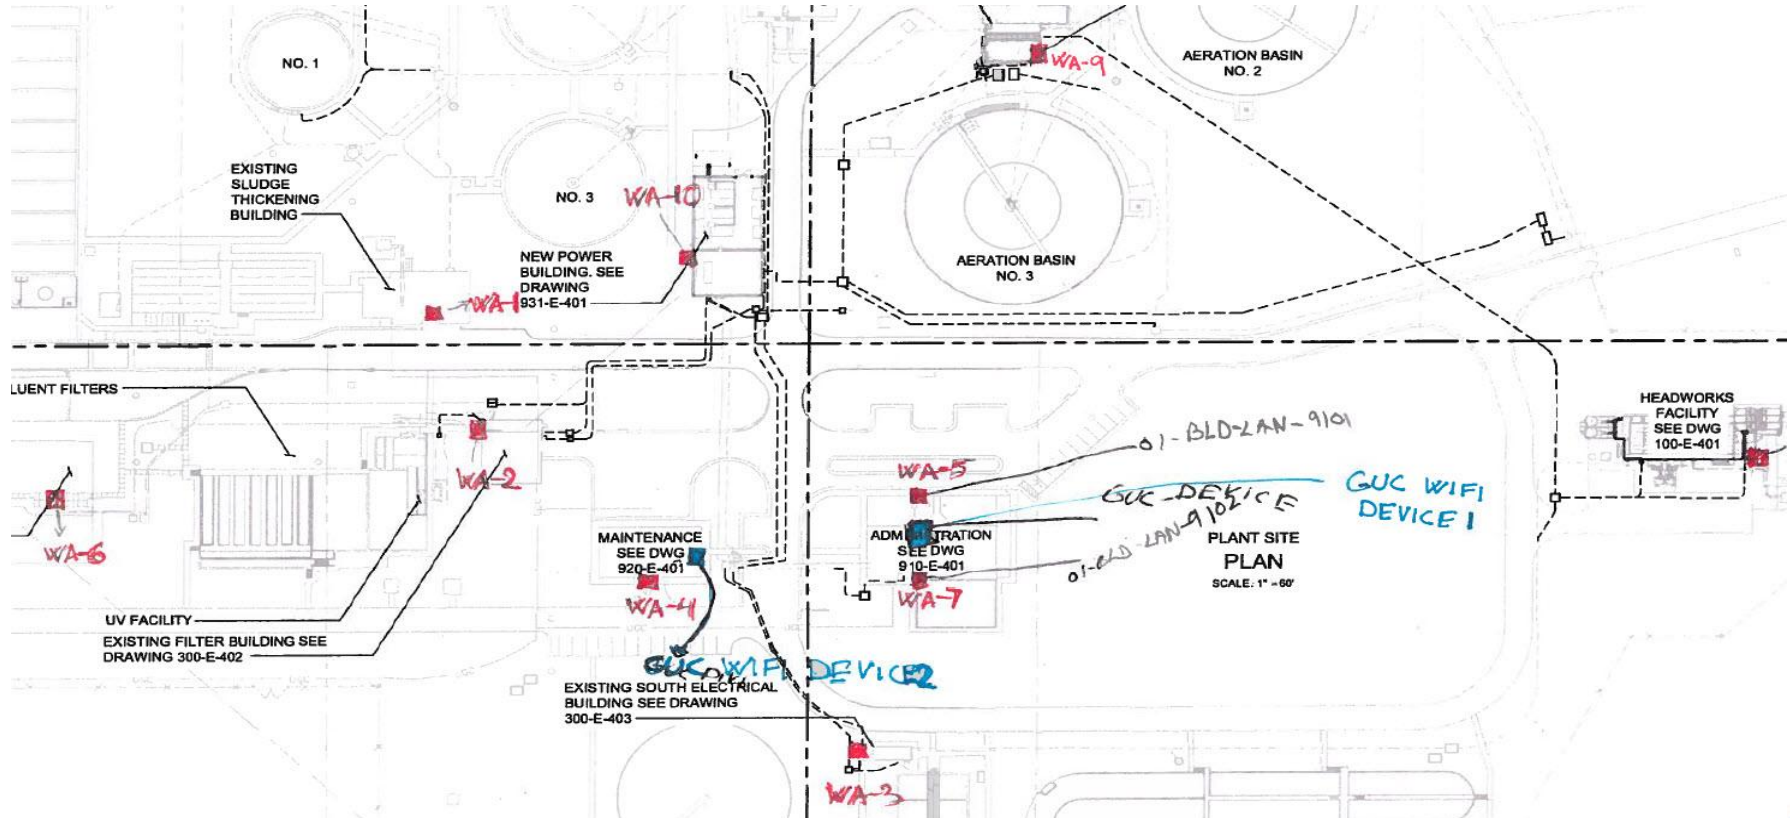 NO. 1
WA-9
AERATION BASIN
NO. 2
EXISTING
SLUDGE
THICKENING
BUILDING
NO. 3
WA-10
NEW POWER
BUILDING. SEE
DRAWING
931-E-401
WA-1
AERATION BASIN
NO. 3
LUENT FILTERS
HEADWORKS
FACILITY
SEE DWG
100-E-401
WA-2
WA-6
WA-5
01-BLD-LAN-9101
GUC-DEVICE
GUC WIFI
DEVICE 1
MAINTENANCE
SEE DWG
920-E-401
WA-4
SEE DWG
910-E-401
LAN-9102
WA-7
PLANT SITE
PLAN
SCALE: 1" = 60'
UV FACILITY
EXISTING FILTER BUILDING SEE
DRAWING 300-E-402
GUC WIFI DEVICE2
EXISTING SOUTH ELECTRICAL
BUILDING SEE DRAWING
300-E-403
WA-3